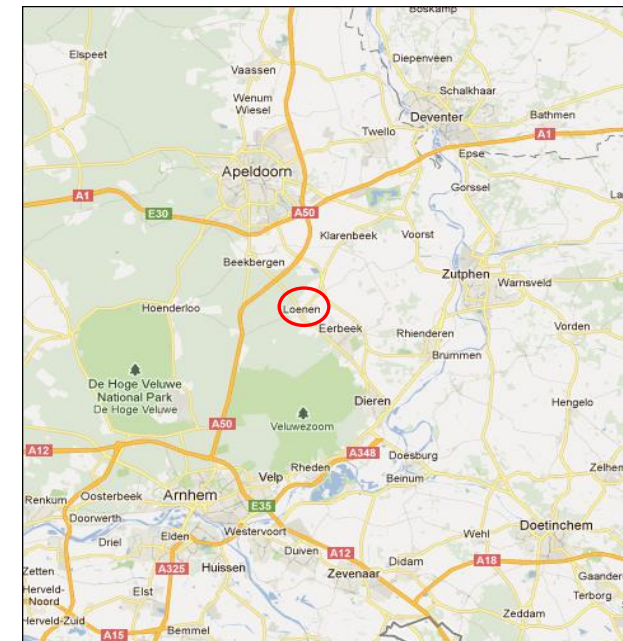 Boskamp
Elspeet
Diepenveen
Vaassen
Schalkhaar
Wenum
Wiesel
Deventer
Bathmen
Twello
A1
Epse
Apeldoorn
Gorssel
A1
E30
A50
La
Klarenbeek
Voorst
Beekbergen
Zutphen
Warnsveld
Hoenderloo
Loenen
Eerbeek
Rhienderen
Vorden
Brummen
De Hoge Veluwe
National Park
De Hoge Veluwe
Dieren
Hengelo
A50
Veluwezoom
A12
A348
Doesburg
Rheden
Zelhem
Velp
Beinum
Renkum
Oosterbeek
Arnhem
E35
Doorwerth
Doetinchem
Driel
Elden
Westervoort
Wehl
Duiven
A12
Didam
A18
Zetten
A325
Huissen
Zevenaar
Gaander
Herveld-
Noord
Elst
Terborg
Zeddam
Herveld-Zuid
A15
Bemmel